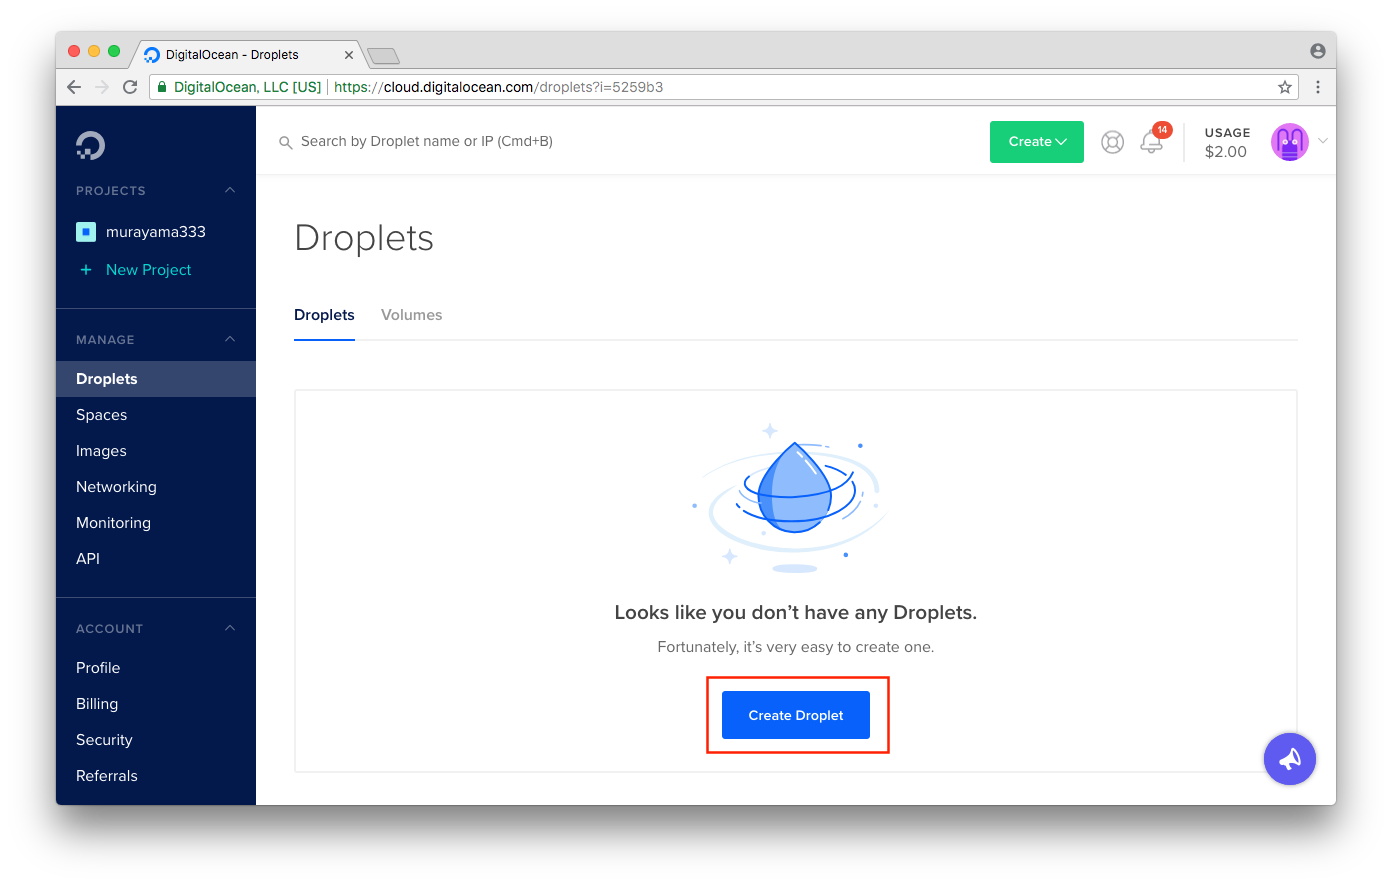 DigitalOcean - Droplets
DigitalOcean, LLC [US] https://cloud.digitalocean.com/droplets?i=5259b3
Search by Droplet name or IP (Cmd+B)
Create
14
USAGE
$2.00
PROJECTS
murayama333
+ New Project
MANAGE
Droplets
Spaces
Images
Networking
Monitoring
API
ACCOUNT
Profile
Billing
Security
Referrals
Droplets
Droplets Volumes
Looks like you don’t have any Droplets.
Fortunately, it’s very easy to create one.
Create Droplet